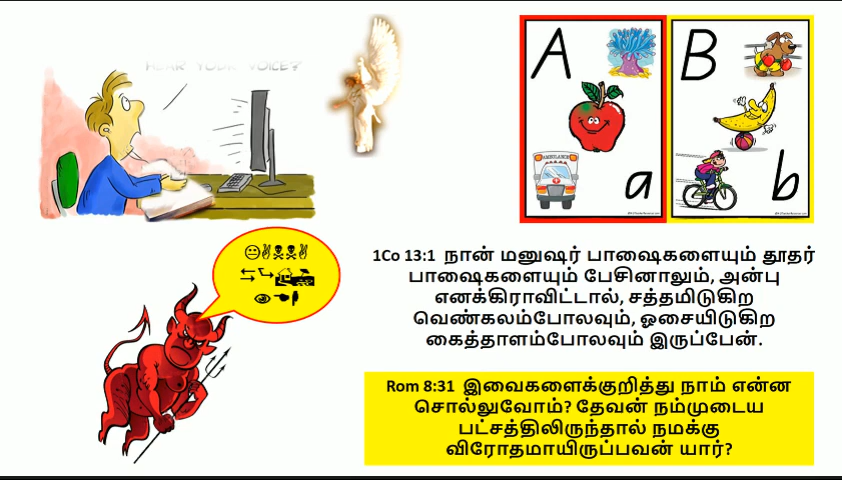 HEAR YOUR VOICE?
A
a
AMBULANCE
B
b
1Co 13:1 நான் மனுஷர் பாஷைகளையும் தூதர்
பாஷைகளையும் பேசினாலும், அன்பு
எனக்கிராவிட்டால், சத்தமிடுகிற
வெண்கலம்போலவும், ஓசையிடுகிற
கைத்தாளம்போலவும் இருப்பேன்.
Rom 8:31 இவைகளைக்குறித்து நாம் என்ன
சொல்லுவோம்? தேவன் நம்முடைய
பட்சத்திலிருந்தால் நமக்கு
விரோதமாயிருப்பவன் யார்?